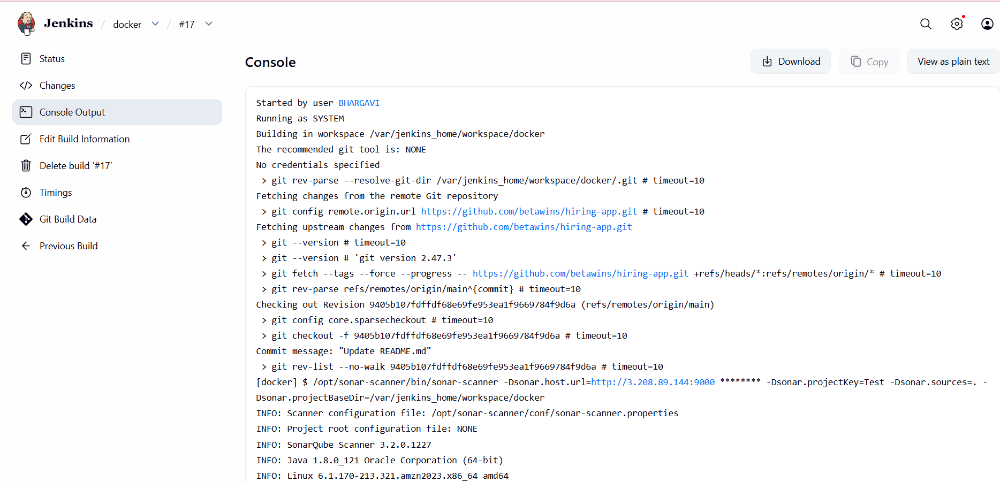 Jenkins / docker / #17
Status
Changes
Console Output
Edit Build Information
Delete build ‘#17’
Timings
Git Build Data
Previous Build
Console
Download
Copy
View as plain text
Started by user BHARGAVI
Running as SYSTEM
Building in workspace /var/jenkins_home/workspace/docker
The recommended git tool is: NONE
No credentials specified
 > git rev-parse --resolve-git-dir /var/jenkins_home/workspace/docker/.git # timeout=10
Fetching changes from the remote Git repository
 > git config remote.origin.url https://github.com/betawins/hiring-app.git # timeout=10
Fetching upstream changes from https://github.com/betawins/hiring-app.git
 > git --version # timeout=10
 > git --version # 'git version 2.47.3'
 > git fetch --tags --force --progress -- https://github.com/betawins/hiring-app.git +refs/heads/*:refs/remotes/origin/* # timeout=10
 > git rev-parse refs/remotes/origin/main^{commit} # timeout=10
Checking out Revision 9405b107fdffdf68e69fe953ea1f9669784f9d6a (refs/remotes/origin/main)
 > git config core.sparsecheckout # timeout=10
 > git checkout -f 9405b107fdffdf68e69fe953ea1f9669784f9d6a # timeout=10
Commit message: "Update README.md"
 > git rev-list --no-walk 9405b107fdffdf68e69fe953ea1f9669784f9d6a # timeout=10
[docker] $ /opt/sonar-scanner/bin/sonar-scanner -Dsonar.host.url=http://3.208.89.144:9000 ******** -Dsonar.projectKey=Test -Dsonar.sources=. -
Dsonar.projectBaseDir=/var/jenkins_home/workspace/docker
INFO: Scanner configuration file: /opt/sonar-scanner/conf/sonar-scanner.properties
INFO: Project root configuration file: NONE
INFO: SonarQube Scanner 3.2.0.1227
INFO: Java 1.8.0_121 Oracle Corporation (64-bit)
INFO: Linux 6.1.170-213.321.amzn2023.x86_64 amd64